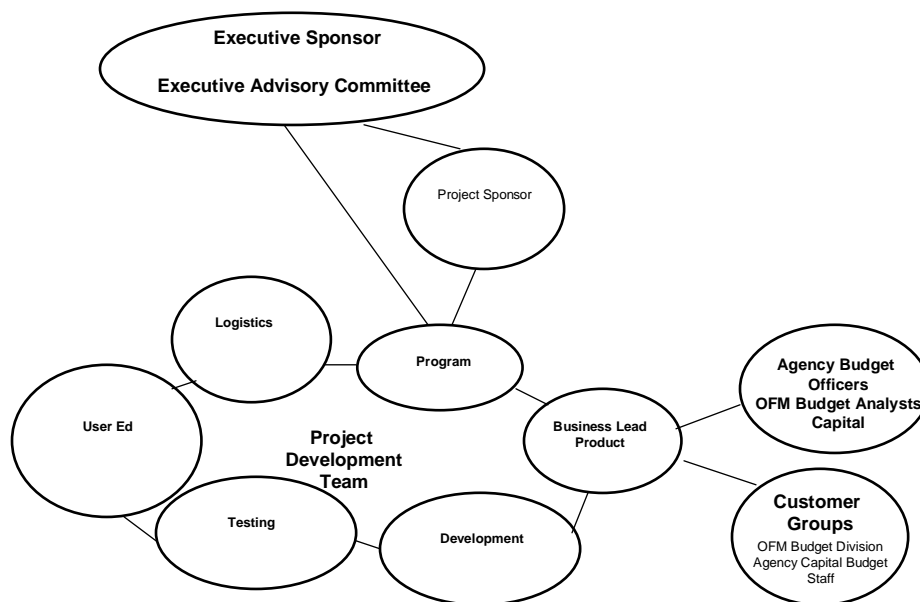 Executive Sponsor
Executive Advisory Committee
Project Sponsor
Logistics
Program
Agency Budget
Officers
OFM Budget Analysts
Capital
User Ed
Business Lead
Product
Project
Development
Team
Customer
Groups
OFM Budget Division
Agency Capital Budget
Staff
Testing
Development